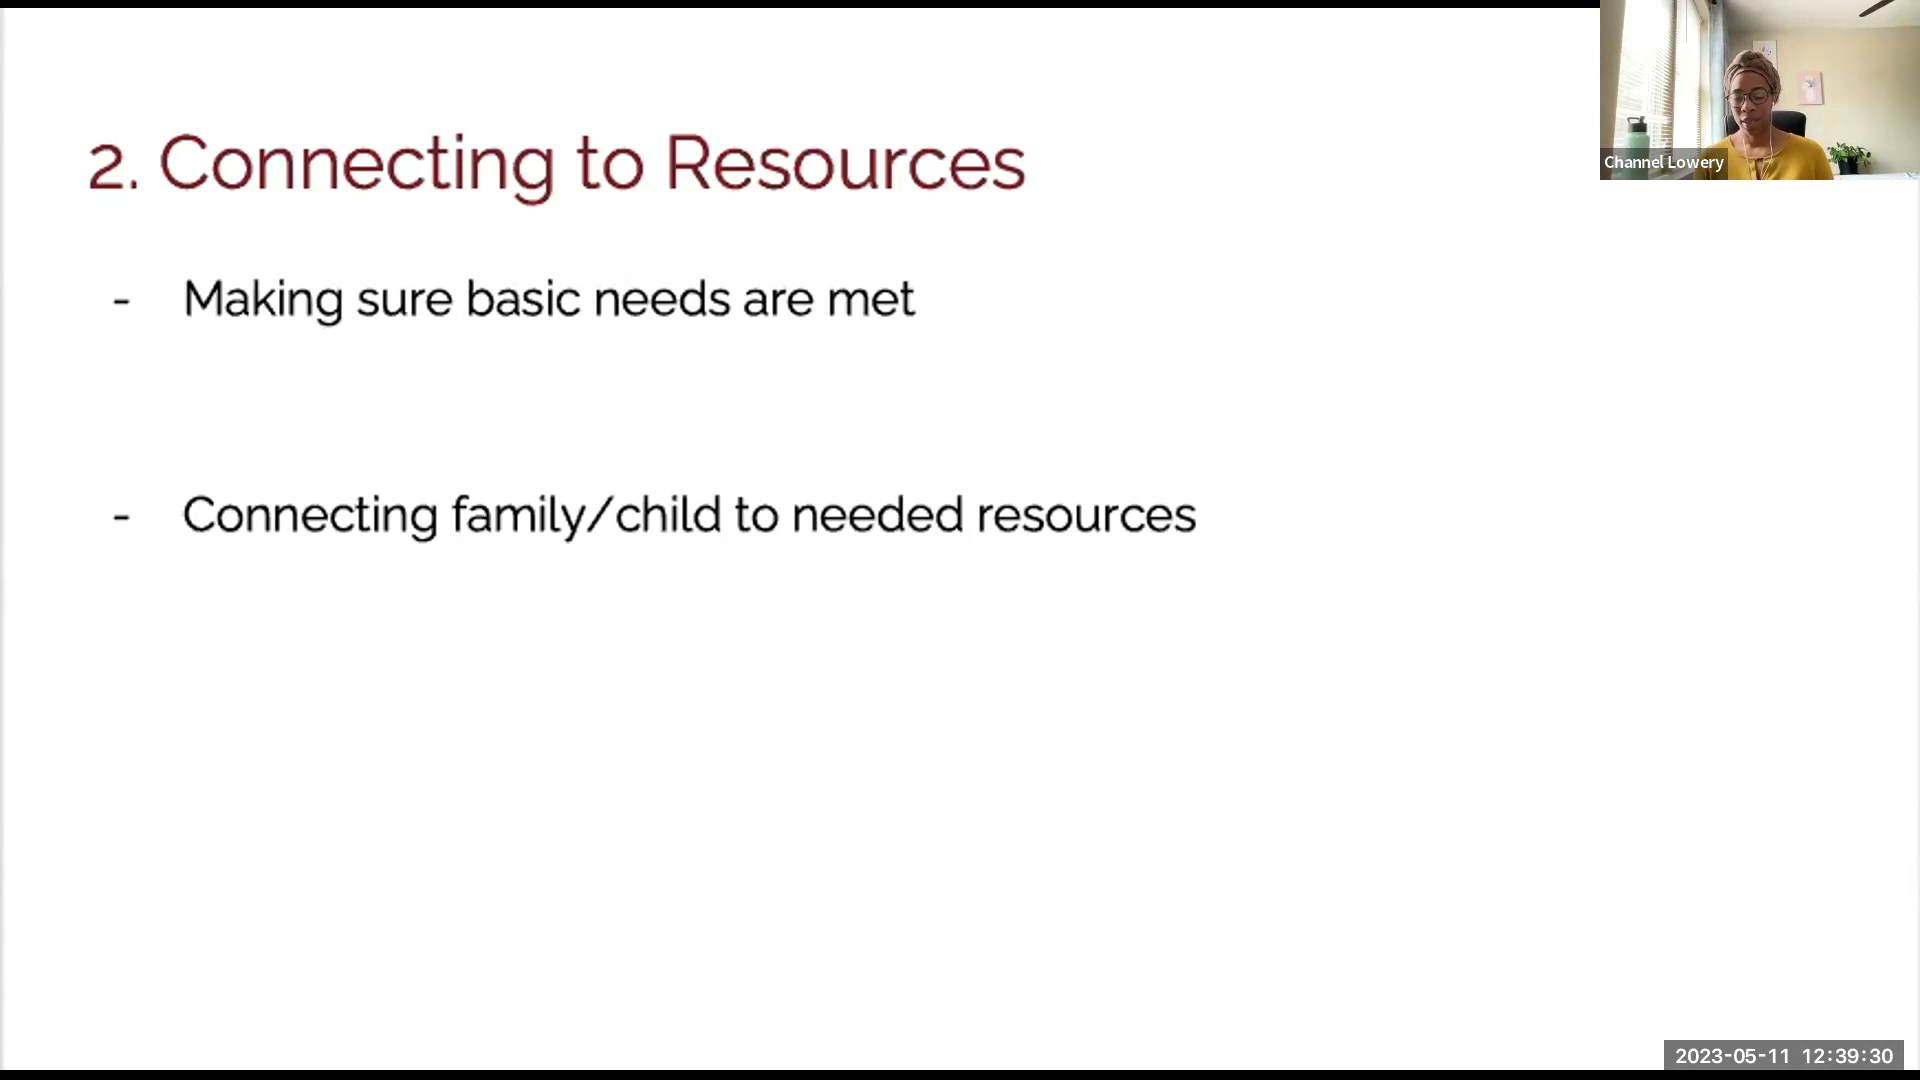 2. Connecting to Resources
- Making sure basic needs are met
- Connecting family/child to needed resources
Channel Lowery
2023-05-11 12:39:30